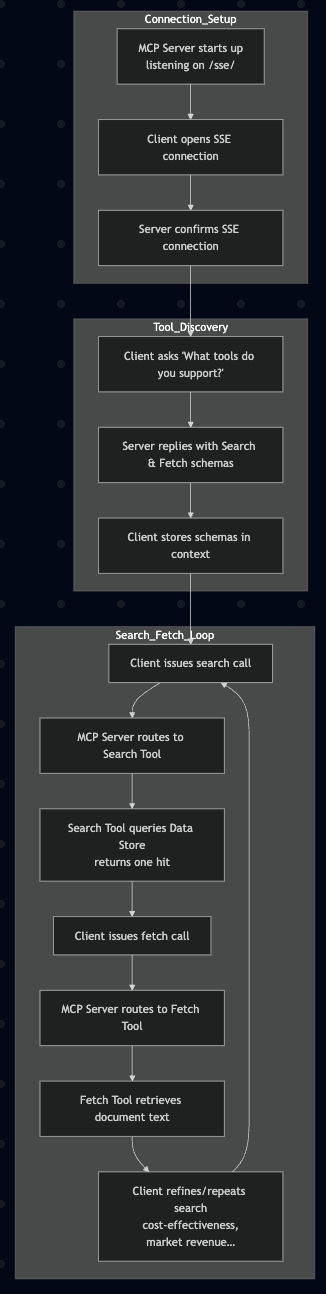 Connection_Setup
MCP Server starts up
listening on /sse/
Client opens SSE
connection
Server confirms SSE
connection
Tool_Discovery
Client asks 'What tools do
you support?'
Server replies with Search
& Fetch schemas
Client stores schemas in
context
Search_Fetch_Loop
Client issues search call
MCP Server routes to
Search Tool
Search Tool queries Data
Store
returns one hit
Client issues fetch call
MCP Server routes to Fetch
Tool
Fetch Tool retrieves
document text
Client refines/repeats
search
cost-effectiveness,
market revenue…